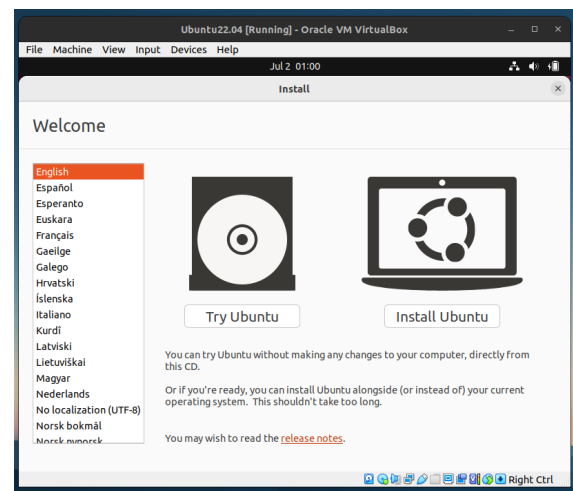 Ubuntu22.04 [Running] - Oracle VM VirtualBox
File Machine View Input Devices Help
Jul 2 01:00
Install
Welcome
English
Español
Esperanto
Euskara
Français
Gaeilge
Galego
Hrvatski
Íslenska
Italiano
Kurdî
Latviski
Lietuviškai
Magyar
Nederlands
No localization (UTF-8)
Norsk bokmål
Norsk nynorsk
Try Ubuntu
Install Ubuntu
You can try Ubuntu without making any changes to your computer, directly from
this CD.
Or if you're ready, you can install Ubuntu alongside (or instead of) your current
operating system. This shouldn't take too long.
You may wish to read the release notes.
Right Ctrl